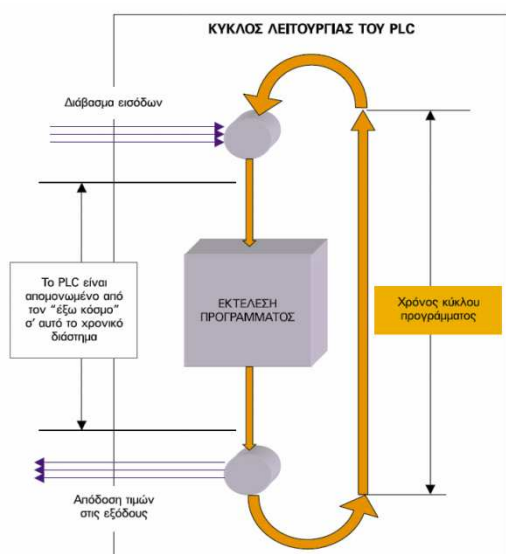 ΚΥΚΛΟΣ ΛΕΙΤΟΥΡΓΙΑΣ ΤΟΥ PLC
Διάβασμα εισόδων
Το PLC είναι
απομονωμένο από
τον "έξω κόσμο"
σ' αυτό το χρονικό
διάστημα
ΕΚΤΕΛΕΣΗ
ΠΡΟΓΡΑΜΜΑΤΟΣ
Χρόνος κύκλου
προγράμματος
Απόδοση τιμών
στις εξόδους